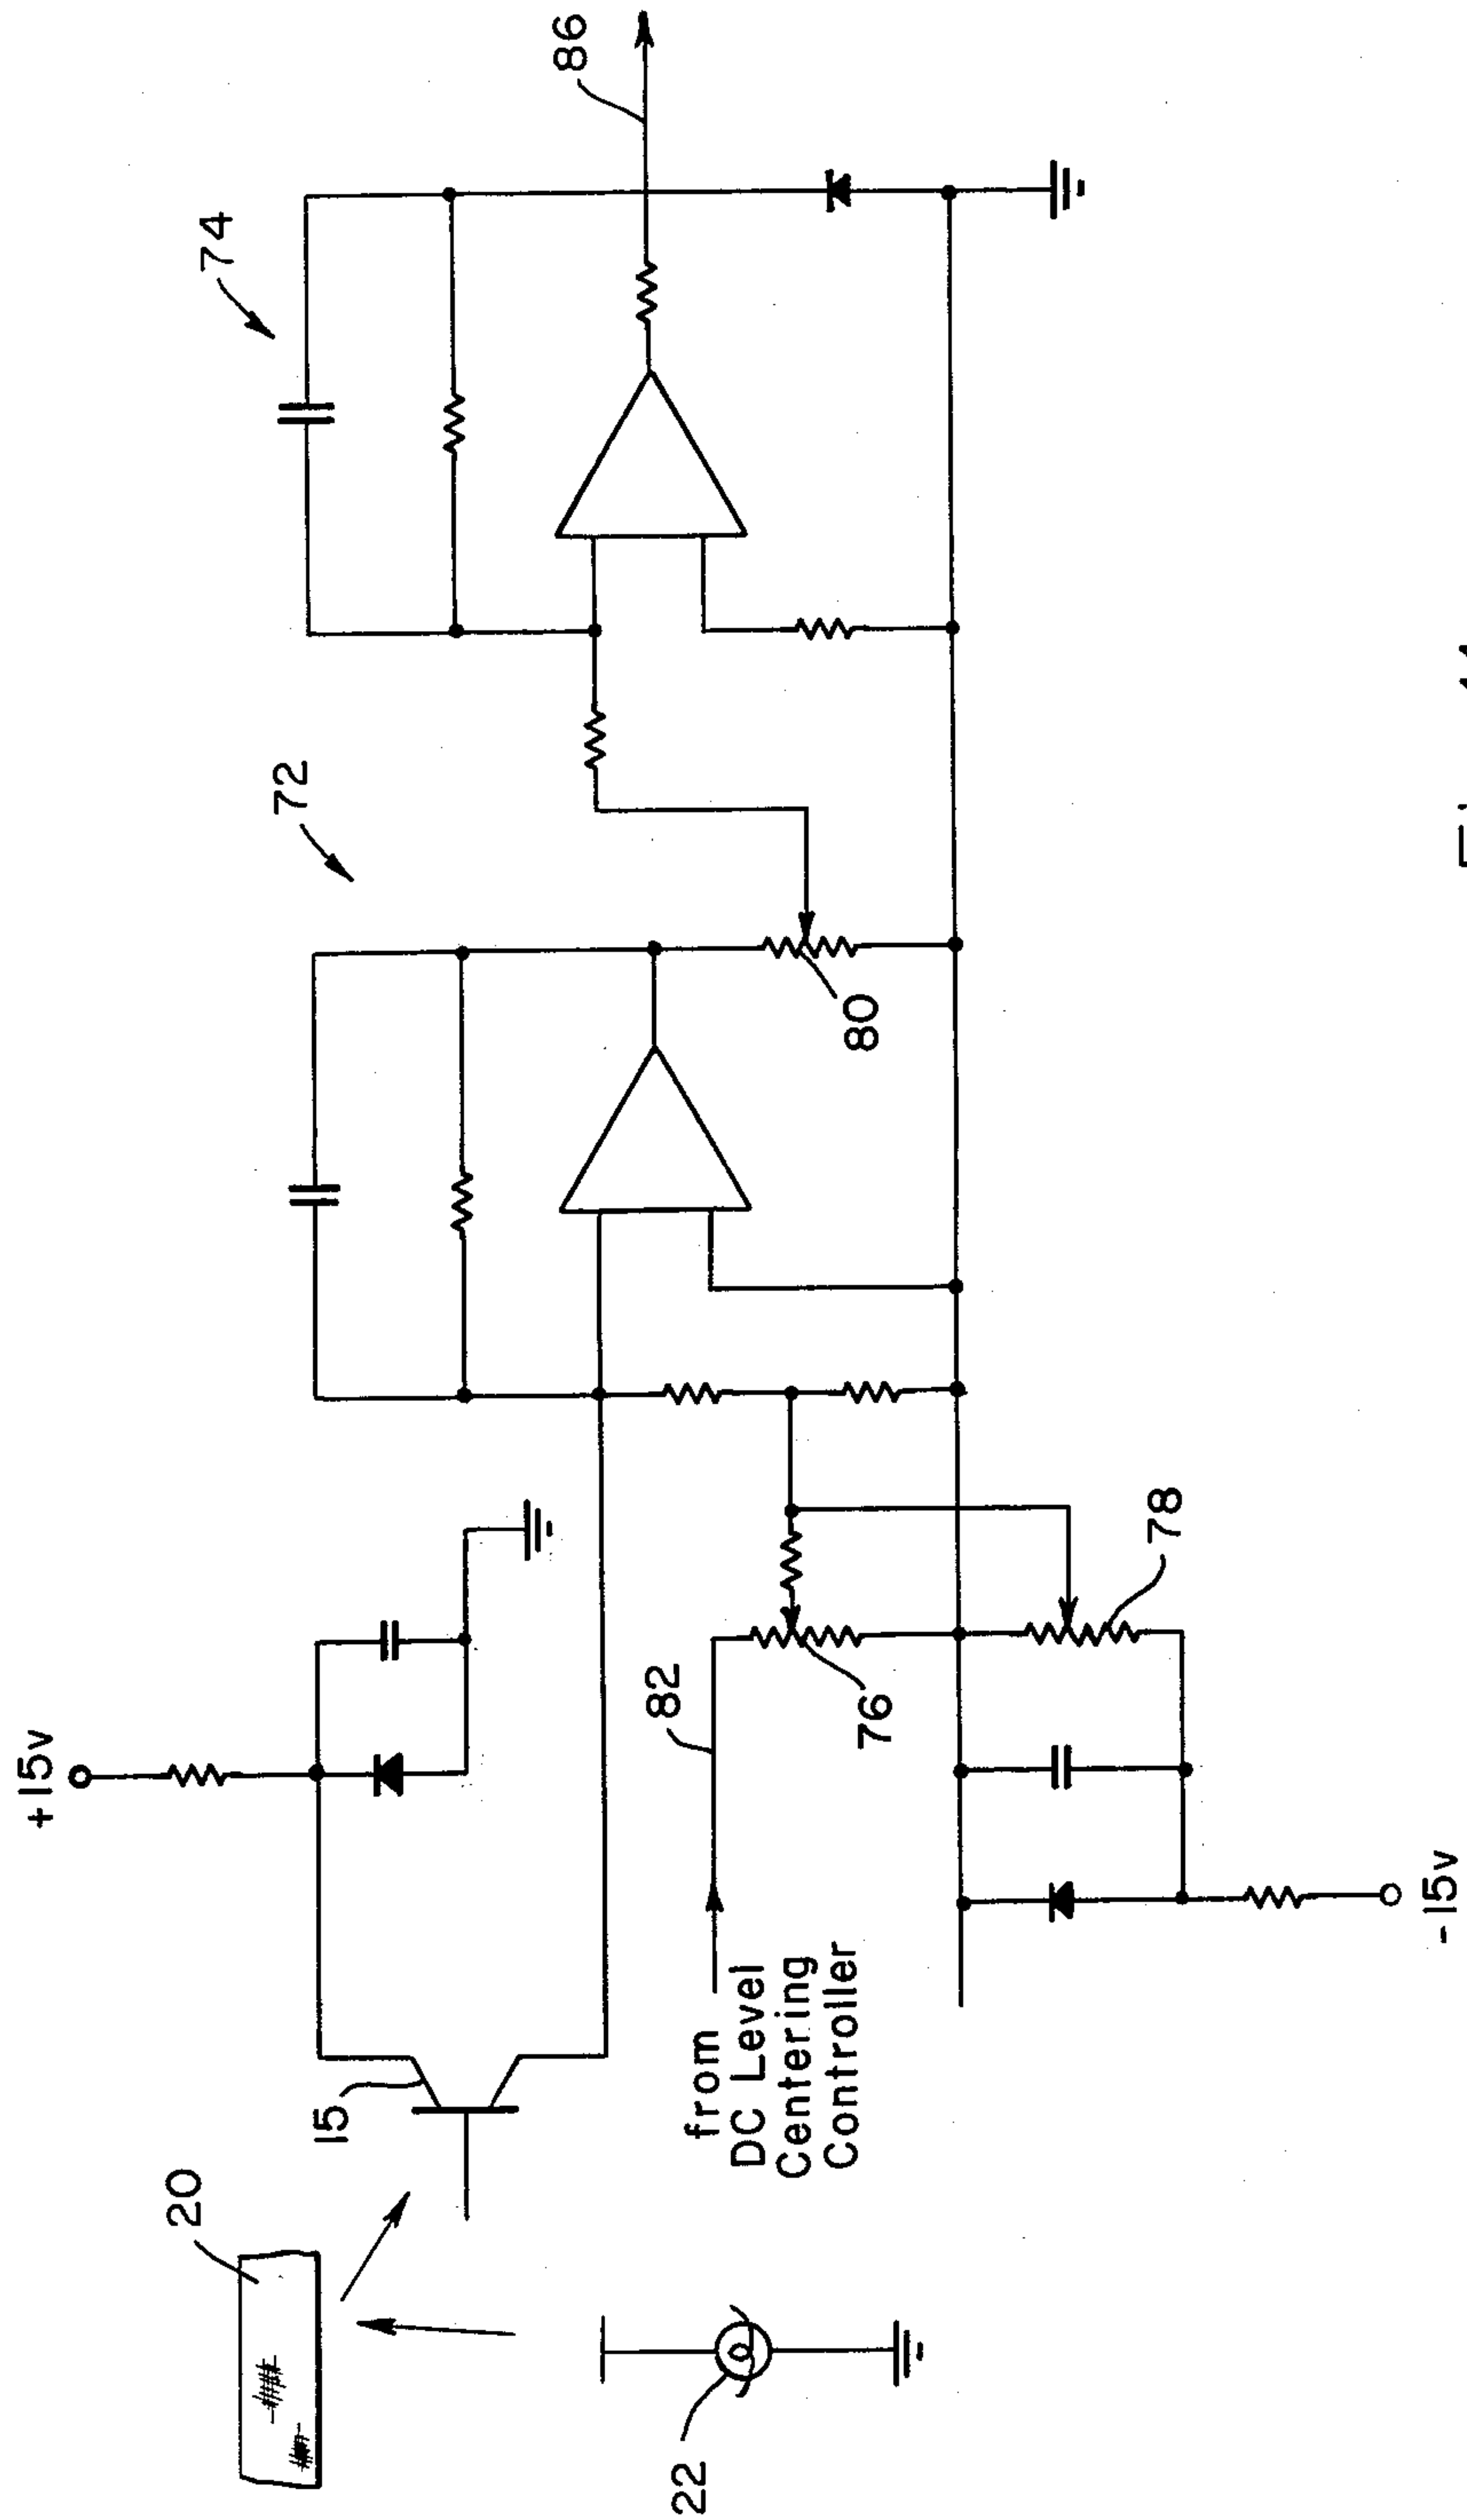 +15v
20
15
74
72
86
82
from
DC Level
Centering
Controller
76
78
80
22
-15v